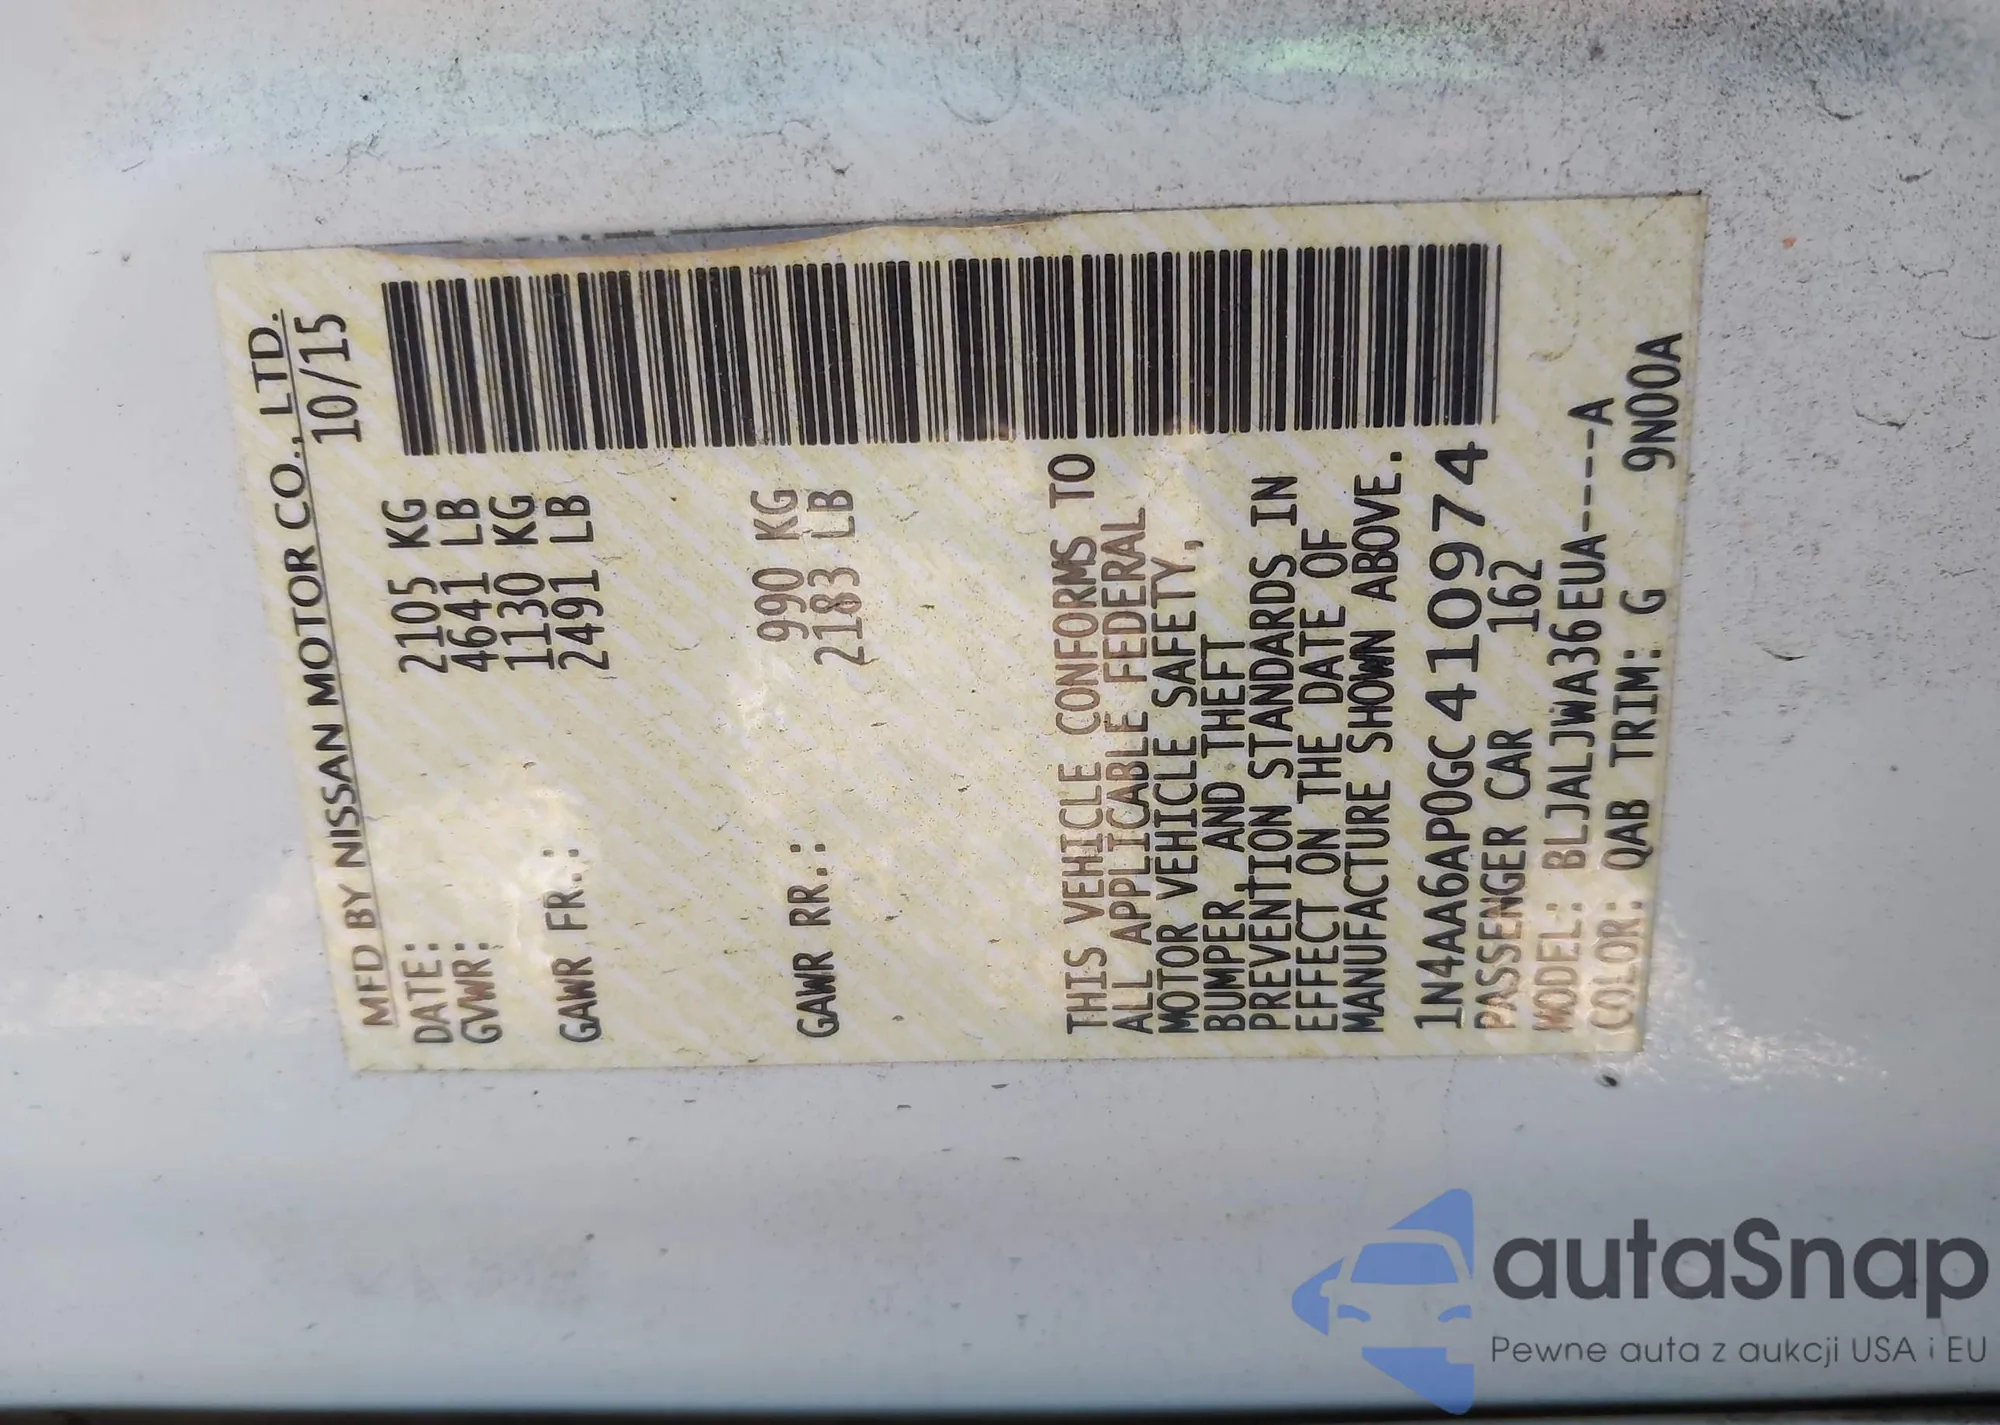 MFD BY NISSAN MOTOR CO., LTD.
DATE: 10/15
GVWR: 2105 KG
4641 LB
GAWR FR.: 1130 KG
2491 LB
GAWR RR.: 990 KG
2183 LB
THIS VEHICLE CONFORMS TO
ALL APPLICABLE FEDERAL
MOTOR VEHICLE SAFETY,
BUMPER, AND THEFT
PREVENTION STANDARDS IN
EFFECT ON THE DATE OF
MANUFACTURE SHOWN ABOVE.
1N4AA6AP0GC410974
PASSENGER CAR 162
MODEL: BLJALJWA36EUA----A
COLOR: QAB TRIM: G 9N00A
autaSnap
Pewne auta z aukcji USA i EU